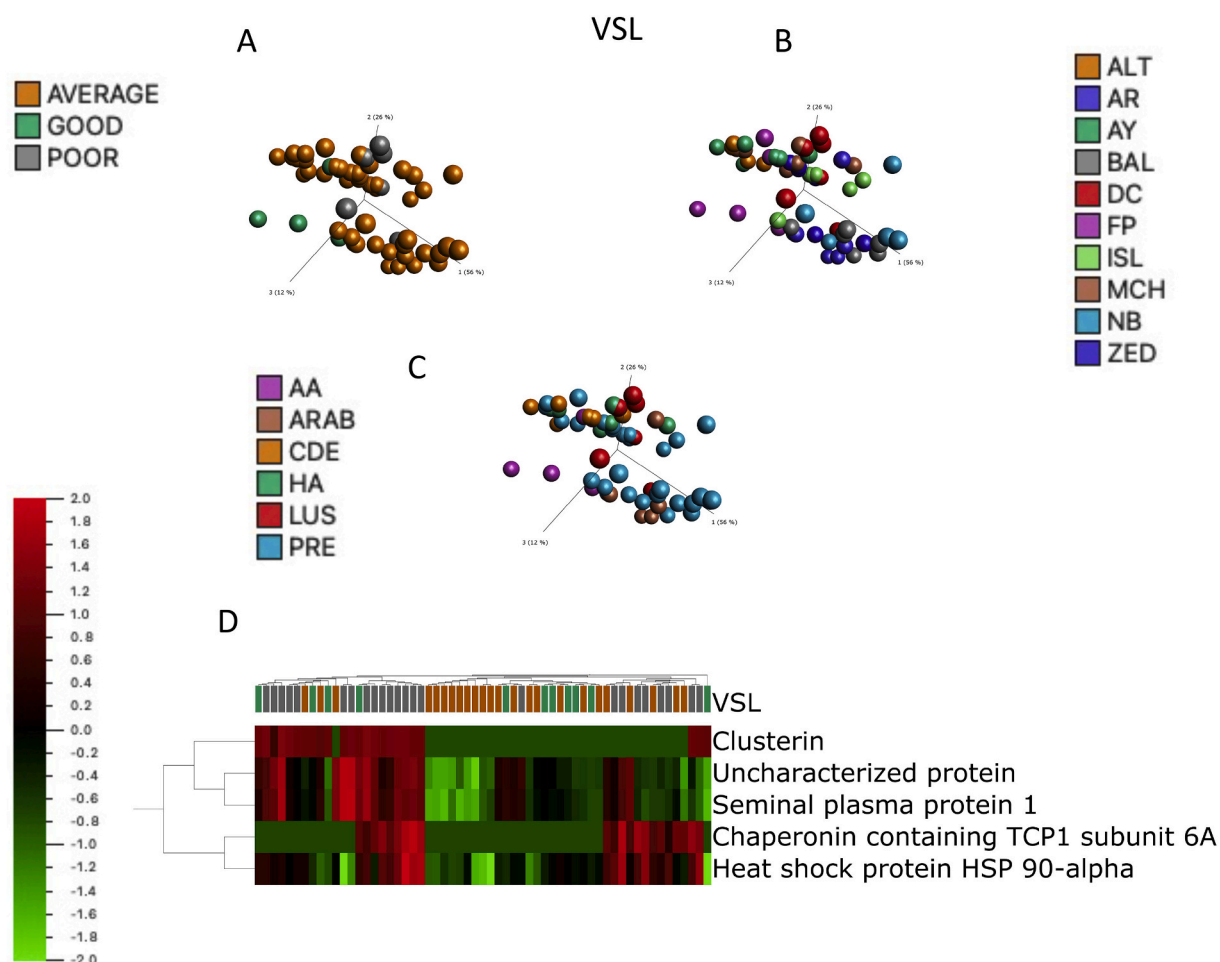 VSL
A
B
AVERAGE
GOOD
POOR
2 (26 %)
1 (56 %)
3 (12 %)
2 (26 %)
1 (56 %)
3 (12 %)
ALT
AR
AY
BAL
DC
FP
ISL
MCH
NB
ZED
C
AA
ARAB
CDE
HA
LUS
PRE
2 (26 %)
1 (56 %)
3 (12 %)
2.0
1.8
1.6
1.4
1.2
1.0
0.8
0.6
0.4
0.2
0.0
-0.2
-0.4
-0.6
-0.8
-1.0
-1.2
-1.4
-1.6
-1.8
-2.0
D
VSL
Clusterin
Uncharacterized protein
Seminal plasma protein 1
Chaperonin containing TCP1 subunit 6A
Heat shock protein HSP 90-alpha